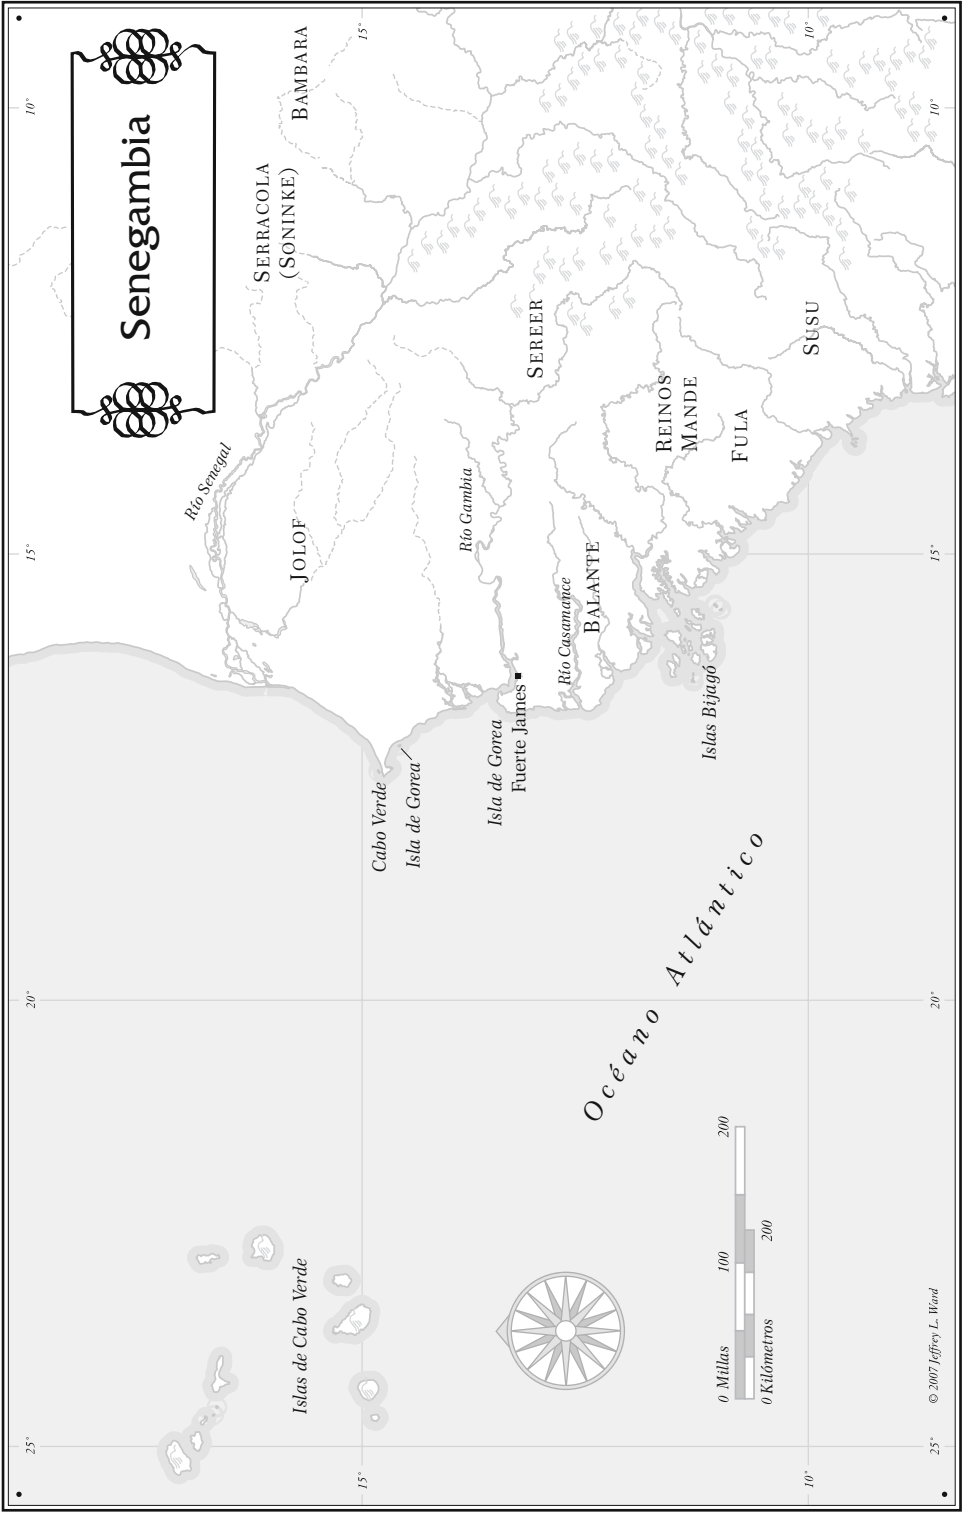 Senegambia
25°
20°
15°
10°
15°
15°
10°
10°
25°
20°
15°
10°
Río Senegal
SERRACOLA
(SONINKE)
BAMBARA
JOLOF
Islas de Cabo Verde
Cabo Verde
Isla de Gorea
Río Gambia
Isla de Gorea
Fuerte James
SEREER
Río Casamance
BALANTE
REINOS
MANDE
FULA
SUSU
Islas Bijagó
Océano Atlántico
0 Millas
100
200
0 Kilómetros
200
© 2007 Jeffrey L. Ward